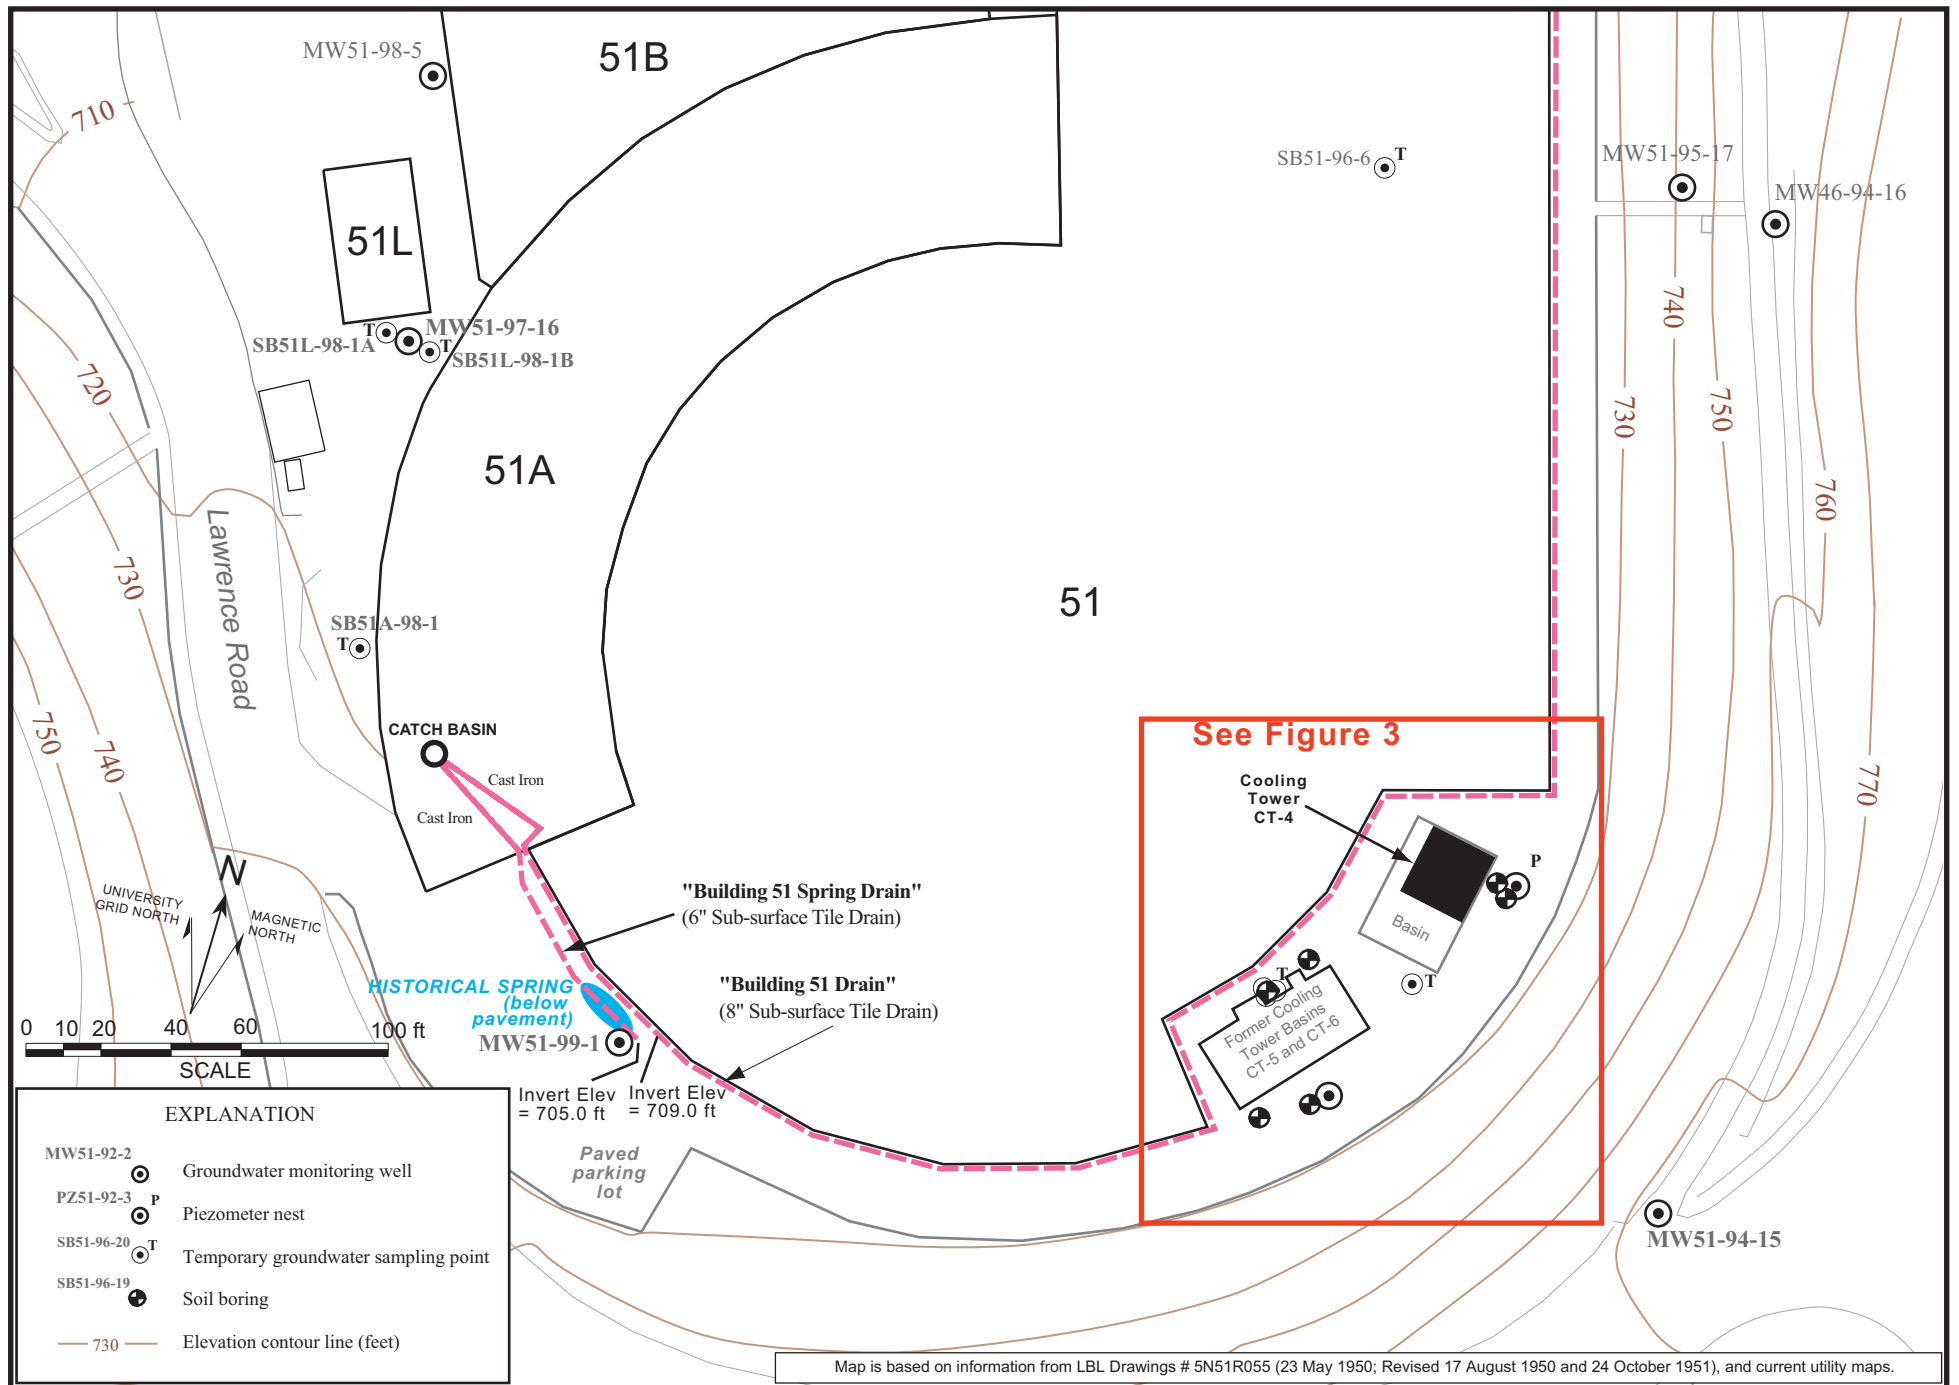 MW51-98-5
51B
710
SB51-96-6
T
MW51-95-17
MW46-94-16
51L
T
MW51-97-16
SB51L-98-1A
T
SB51L-98-1B
740
730
750
720
51A
760
Lawrence Road
730
51
SB51A-98-1
T
See Figure 3
750
740
CATCH BASIN
Cast Iron
Cast Iron
Cooling
Tower
CT-4
770
P
N
UNIVERSITY
GRID NORTH
MAGNETIC
NORTH
"Building 51 Spring Drain"
(6" Sub-surface Tile Drain)
Basin
T
T
HISTORICAL SPRING
(below
pavement)
"Building 51 Drain"
(8" Sub-surface Tile Drain)
Former Cooling
Tower Basins
CT-5 and CT-6
0 10 20 40 60 100 ft
SCALE
MW51-99-1
Invert Elev
= 705.0 ft
Invert Elev
= 709.0 ft
Paved
parking
lot
MW51-94-15
EXPLANATION
MW51-92-2
Groundwater monitoring well
PZ51-92-3 P
Piezometer nest
SB51-96-20 T
Temporary groundwater sampling point
SB51-96-19
Soil boring
730
Elevation contour line (feet)
Map is based on information from LBL Drawings # 5N51R055 (23 May 1950; Revised 17 August 1950 and 24 October 1951), and current utility maps.